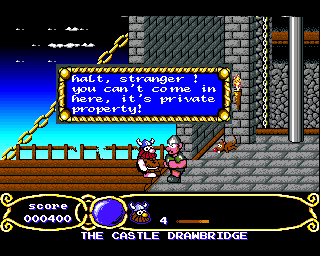 halt, stranger !
you can't come in
here, it's private
property!
score
000400
4
THE CASTLE DRAWBRIDGE